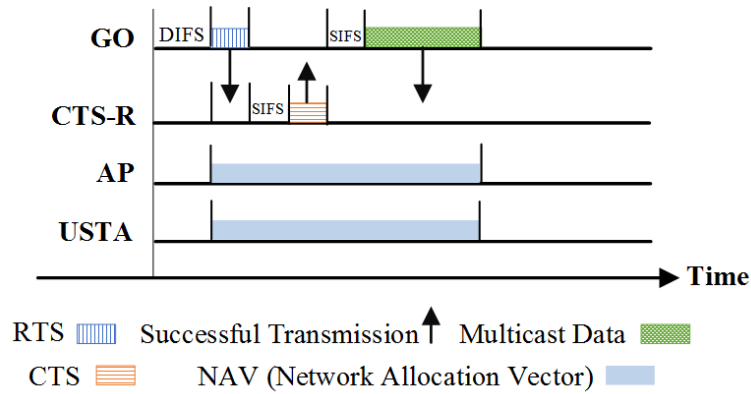 GO DIFS SIFS
CTS-R SIFS
AP
USTA
Time
RTS Successful Transmission Multicast Data
CTS NAV (Network Allocation Vector)